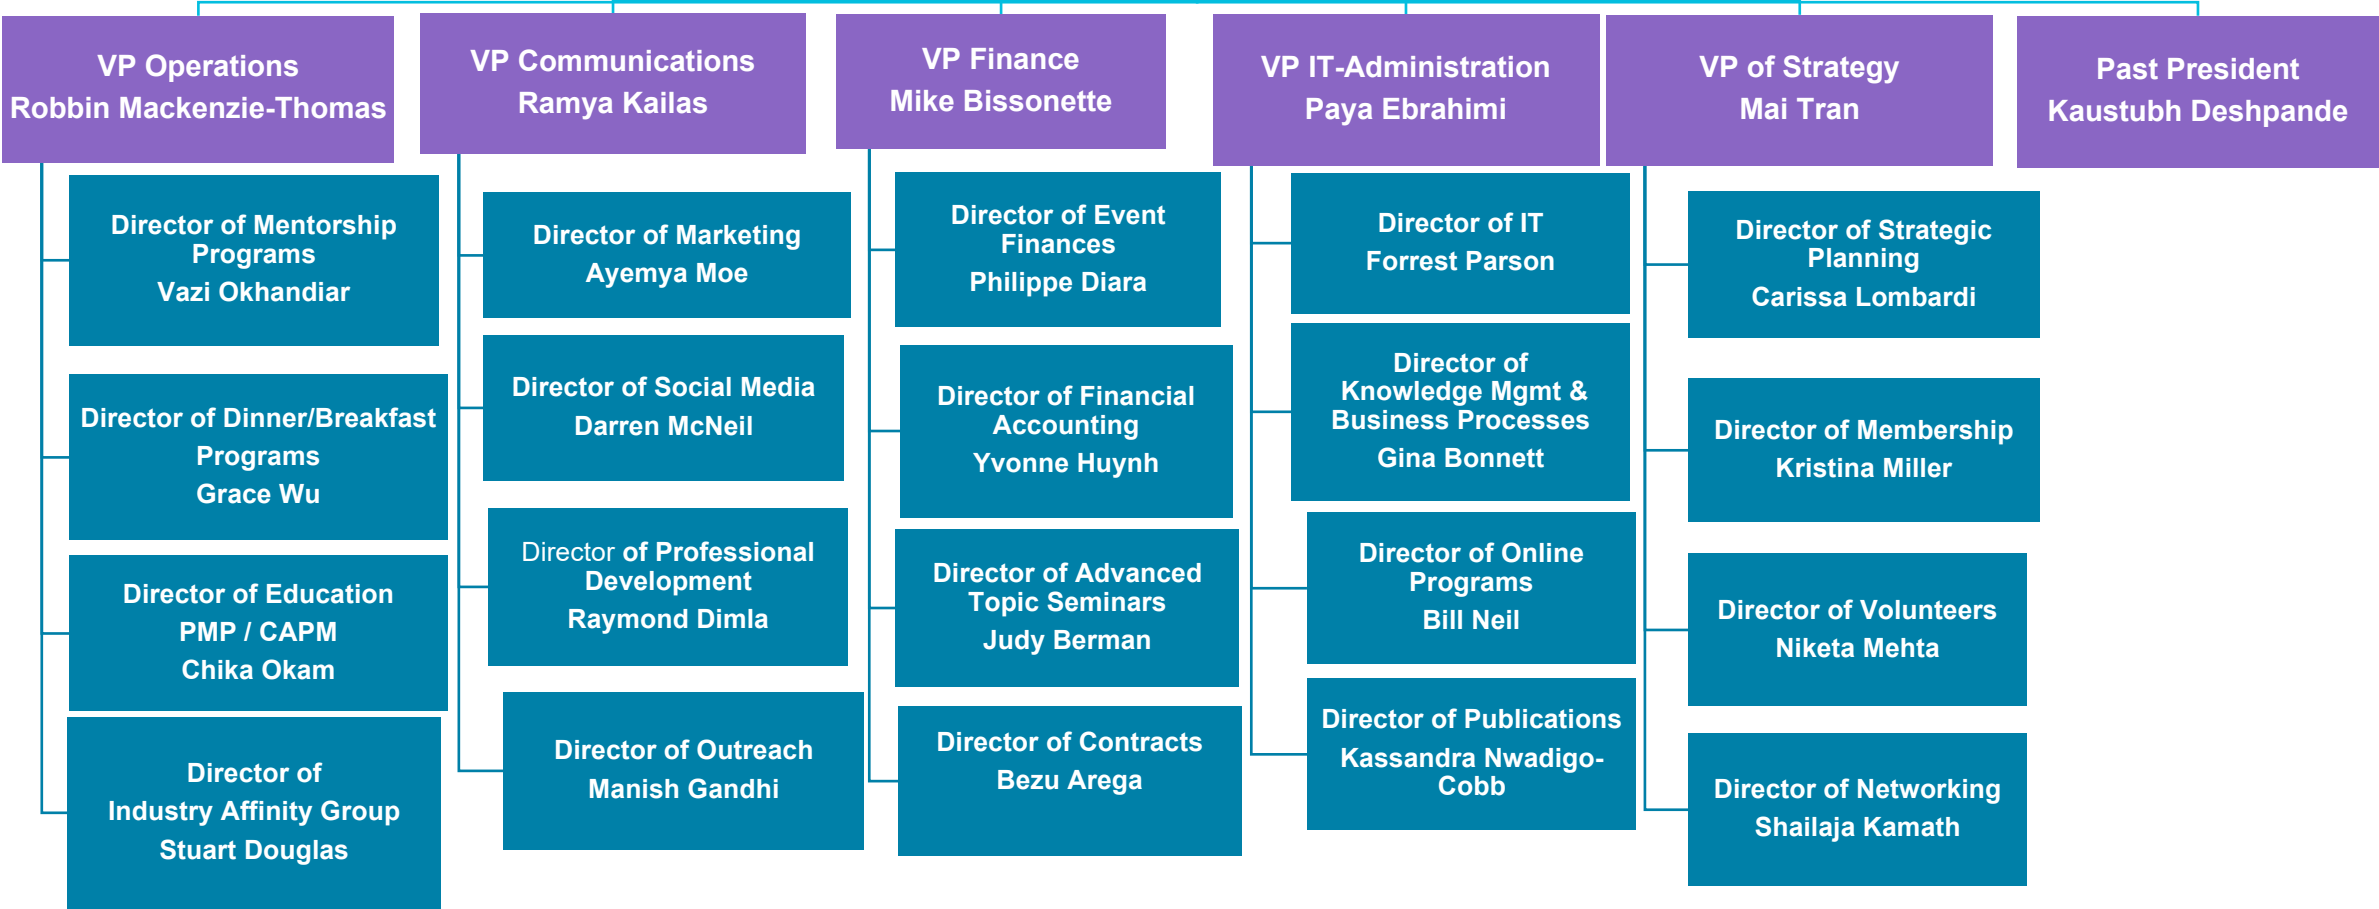 VP Operations
Robbin Mackenzie-Thomas
Director of Mentorship
Programs
Vazi Okhandiar
Director of Dinner/Breakfast
Programs
Grace Wu
Director of Education
PMP / CAPM
Chika Okam
Director of
Industry Affinity Group
Stuart Douglas
VP Communications
Ramya Kailas
Director of Marketing
Ayemya Moe
Director of Social Media
Darren McNeil
Director of Professional
Development
Raymond Dimla
Director of Outreach
Manish Gandhi
VP Finance
Mike Bissonette
Director of Event
Finances
Philippe Diara
Director of Financial
Accounting
Yvonne Huynh
Director of Advanced
Topic Seminars
Judy Berman
Director of Contracts
Bezu Arega
VP IT-Administration
Paya Ebrahimi
Director of IT
Forrest Parson
Director of
Knowledge Mgmt &
Business Processes
Gina Bonnett
Director of Online
Programs
Bill Neil
Director of Publications
Kassandra Nwadigo-
Cobb
VP of Strategy
Mai Tran
Director of Strategic
Planning
Carissa Lombardi
Director of Membership
Kristina Miller
Director of Volunteers
Niketa Mehta
Director of Networking
Shailaja Kamath
Past President
Kaustubh Deshpande